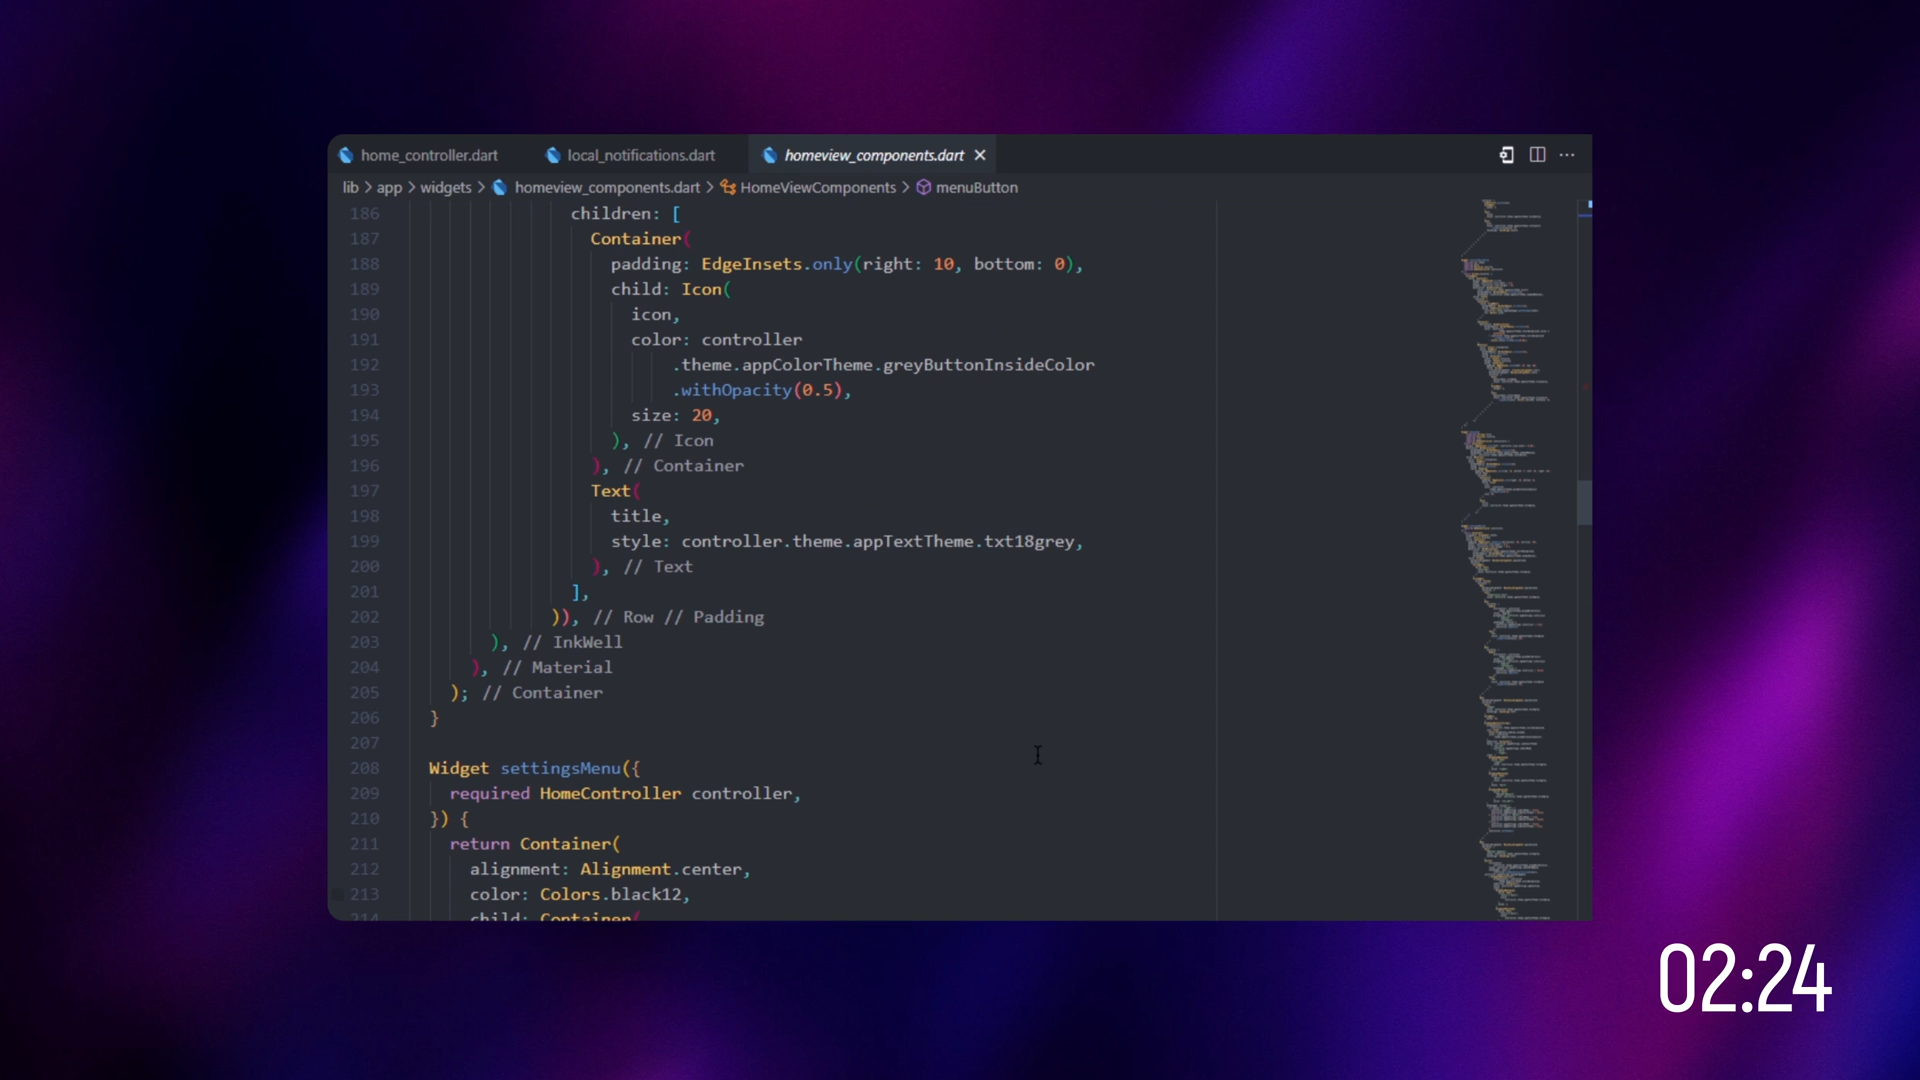 home_controller.dart local_notifications.dart homeview_components.dart
lib > app > widgets > homeview_components.dart > HomeViewComponents > menuButton
186 children: [
187 Container(
188 padding: EdgeInsets.only(right: 10, bottom: 0),
189 child: Icon(
190 icon,
191 color: controller
192 .theme.appColorTheme.greyButtonInsideColor
193 .withOpacity(0.5),
194 size: 20,
195 ), // Icon
196 ), // Container
197 Text(
198 title,
199 style: controller.theme.appTextTheme.txt18grey,
200 ), // Text
201 ],
202 )), // Row // Padding
203 ), // InkWell
204 ), // Material
205 ); // Container
206 }
207
208 Widget settingsMenu({
209 required HomeController controller,
210 }) {
211 return Container(
212 alignment: Alignment.center,
213 color: Colors.black12,
214 child: Container(
02:24